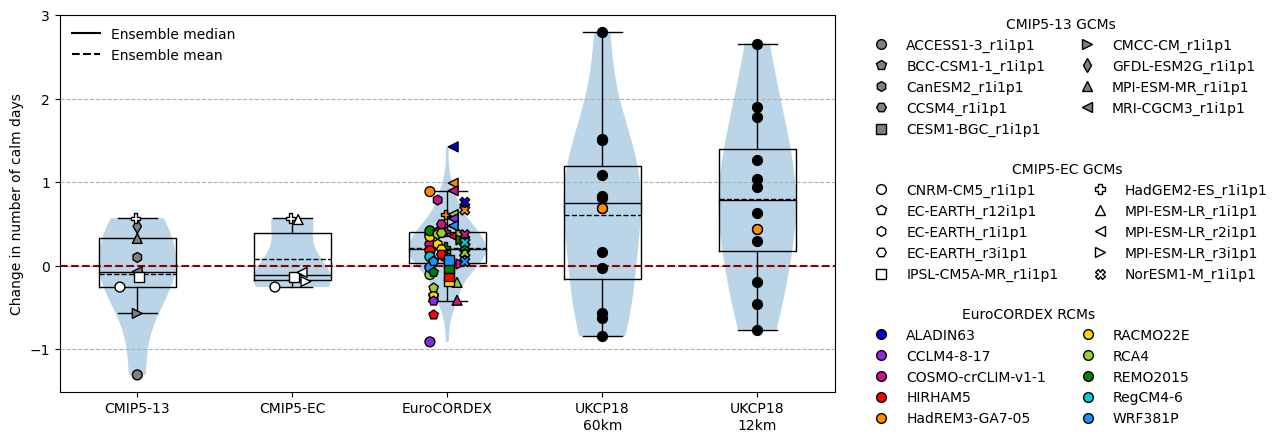 Change in number of calm days
3
2
1
0
−1
Ensemble median
Ensemble mean
CMIP5-13
CMIP5-EC
EuroCORDEX
UKCP18
60km
UKCP18
12km
CMIP5-13 GCMs
ACCESS1-3_r1i1p1
BCC-CSM1-1_r1i1p1
CanESM2_r1i1p1
CCSM4_r1i1p1
CESM1-BGC_r1i1p1
CMCC-CM_r1i1p1
GFDL-ESM2G_r1i1p1
MPI-ESM-MR_r1i1p1
MRI-CGCM3_r1i1p1
CMIP5-EC GCMs
CNRM-CM5_r1i1p1
EC-EARTH_r12i1p1
EC-EARTH_r1i1p1
EC-EARTH_r3i1p1
IPSL-CM5A-MR_r1i1p1
HadGEM2-ES_r1i1p1
MPI-ESM-LR_r1i1p1
MPI-ESM-LR_r2i1p1
MPI-ESM-LR_r3i1p1
NorESM1-M_r1i1p1
EuroCORDEX RCMs
ALADIN63
CCLM4-8-17
COSMO-crCLIM-v1-1
HIRHAM5
HadREM3-GA7-05
RACMO22E
RCA4
REMO2015
RegCM4-6
WRF381P